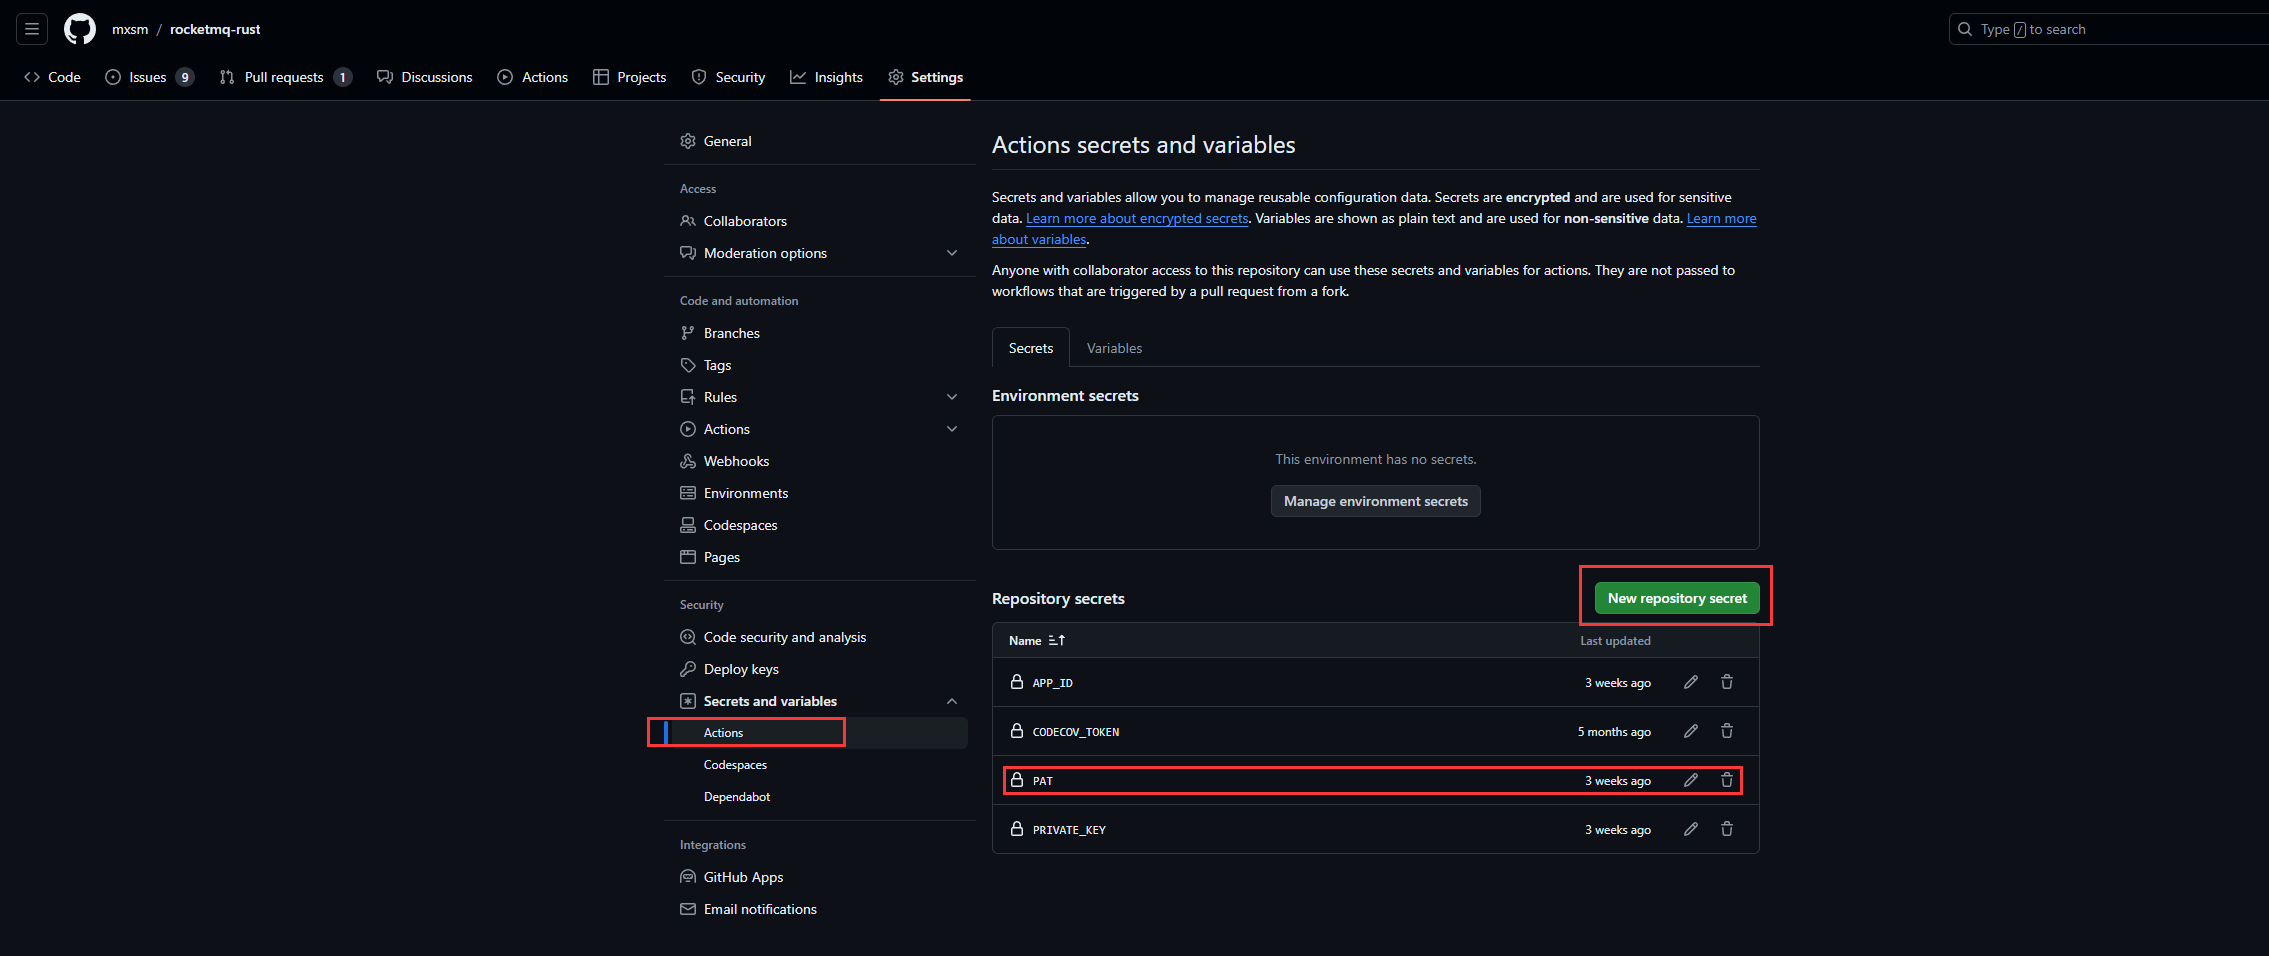 mxsm / rocketmq-rust
Type / to search
Code
Issues 9
Pull requests 1
Discussions
Actions
Projects
Security
Insights
Settings
General
Access
Collaborators
Moderation options
Code and automation
Branches
Tags
Rules
Actions
Webhooks
Environments
Codespaces
Pages
Security
Code security and analysis
Deploy keys
Secrets and variables
Actions
Codespaces
Dependabot
Integrations
GitHub Apps
Email notifications
Actions secrets and variables
Secrets and variables allow you to manage reusable configuration data. Secrets are encrypted and are used for sensitive
data. Learn more about encrypted secrets. Variables are shown as plain text and are used for non-sensitive data. Learn more
about variables.
Anyone with collaborator access to this repository can use these secrets and variables for actions. They are not passed to
workflows that are triggered by a pull request from a fork.
Secrets
Variables
Environment secrets
This environment has no secrets.
Manage environment secrets
Repository secrets
New repository secret
Name
Last updated
APP_ID
3 weeks ago
CODECOV_TOKEN
5 months ago
PAT
3 weeks ago
PRIVATE_KEY
3 weeks ago